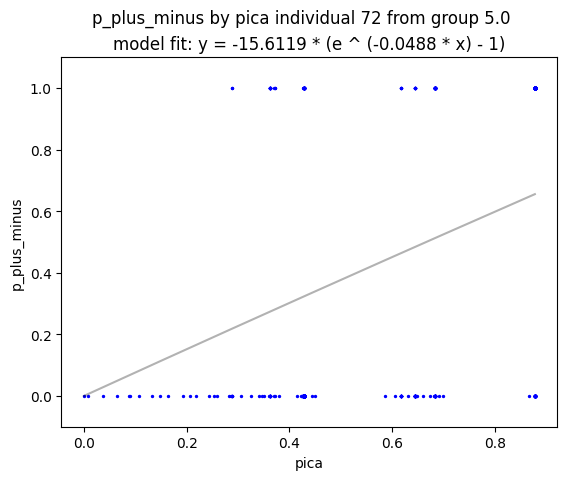 p_plus_minus by pica individual 72 from group 5.0
model fit: y = -15.6119 * (e ^ (-0.0488 * x) - 1)
p_plus_minus
1.0
0.8
0.6
0.4
0.2
0.0
0.0 0.2 0.4 0.6 0.8
pica